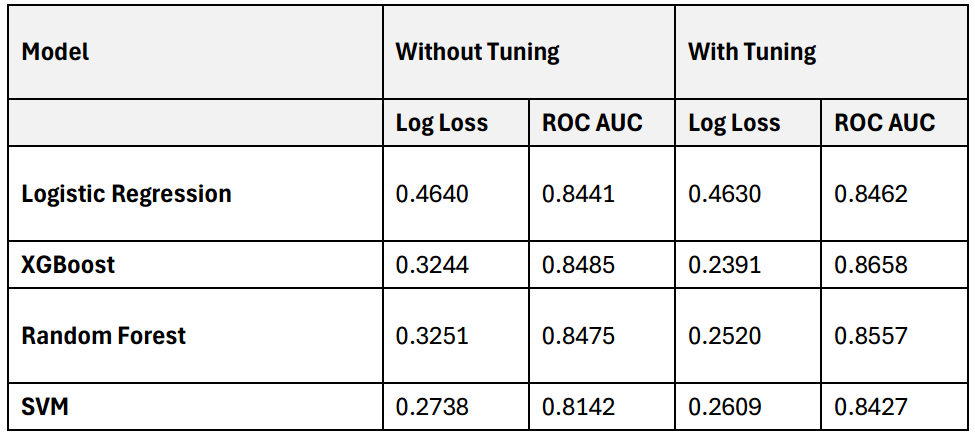 Model Without Tuning With Tuning
Log Loss ROC AUC Log Loss ROC AUC
Logistic Regression 0.4640 0.8441 0.4630 0.8462
XGBoost 0.3244 0.8485 0.2391 0.8658
Random Forest 0.3251 0.8475 0.2520 0.8557
SVM 0.2738 0.8142 0.2609 0.8427